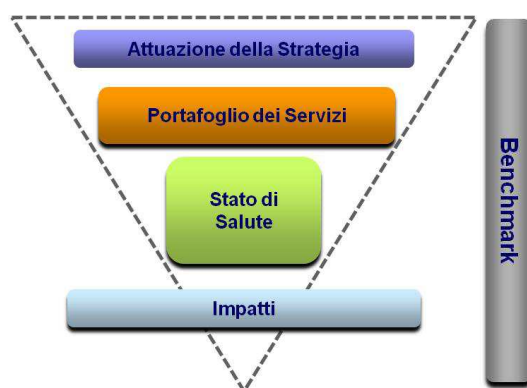 Attuazione della Strategia
Portafoglio dei Servizi
Stato di
Salute
Impatti
Benchmark